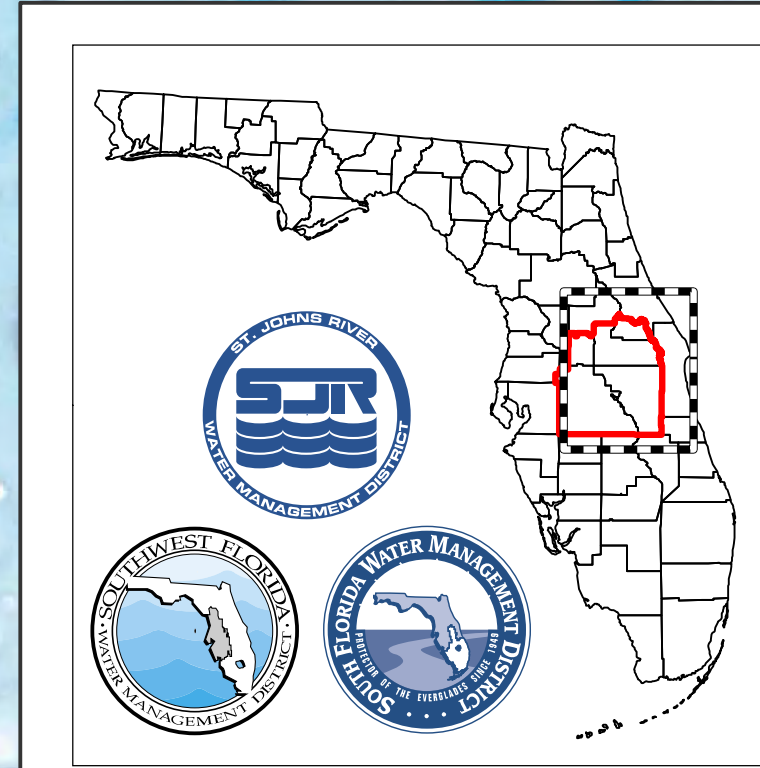 ST. JOHNS RIVER
SJR
WATER MANAGEMENT DISTRICT
SOUTHWEST FLORIDA
· WATER MANAGEMENT DISTRICT ·
SOUTH FLORIDA WATER MANAGEMENT DISTRICT
PROTECTOR OF THE EVERGLADES SINCE 1949